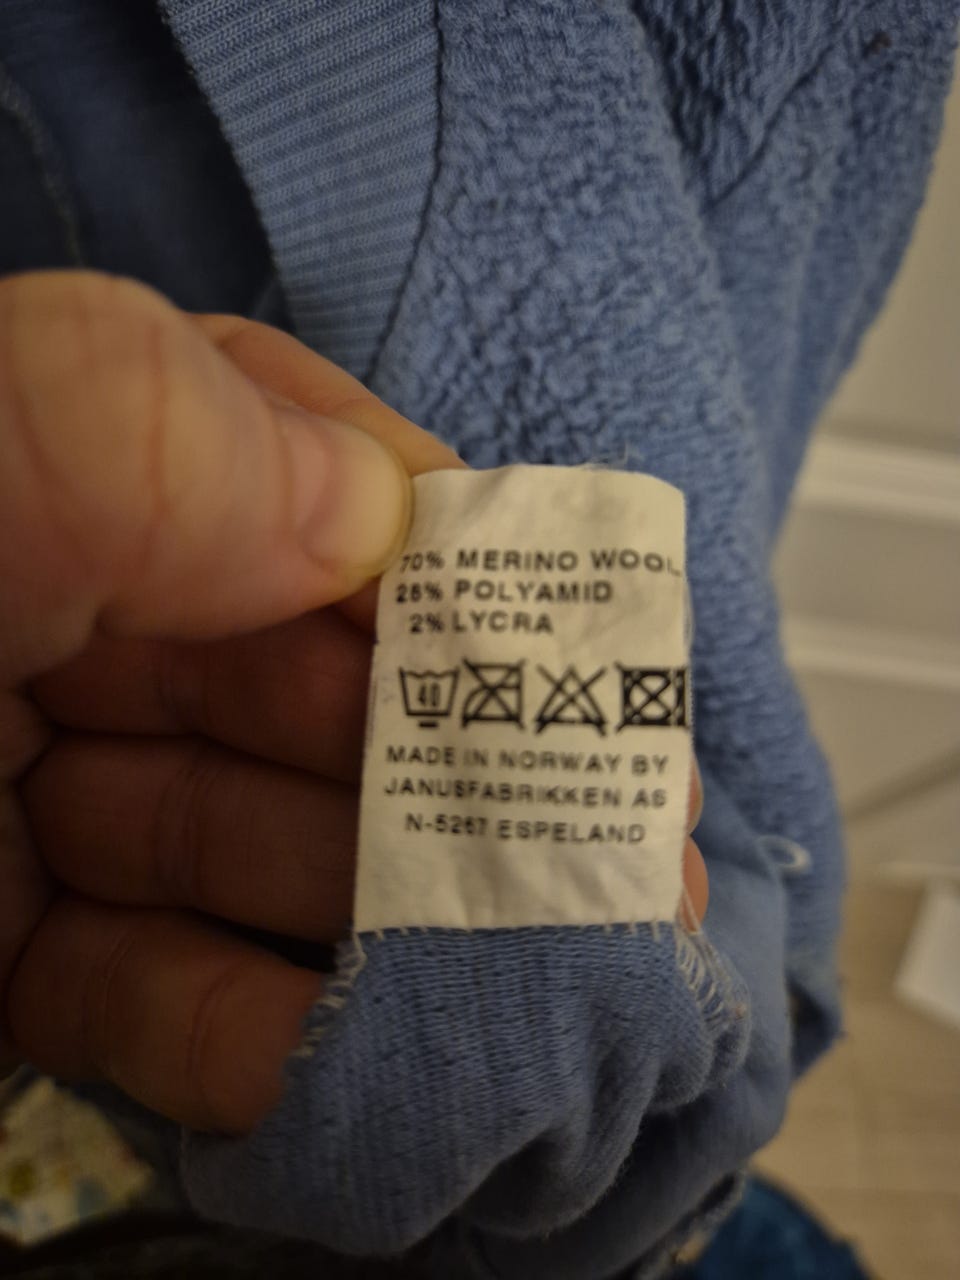 70% MERINO WOOL
28% POLYAMID
2% LYCRA
40
MADE IN NORWAY BY
JANUSFABRIKKEN AS
N-5267 ESPELAND